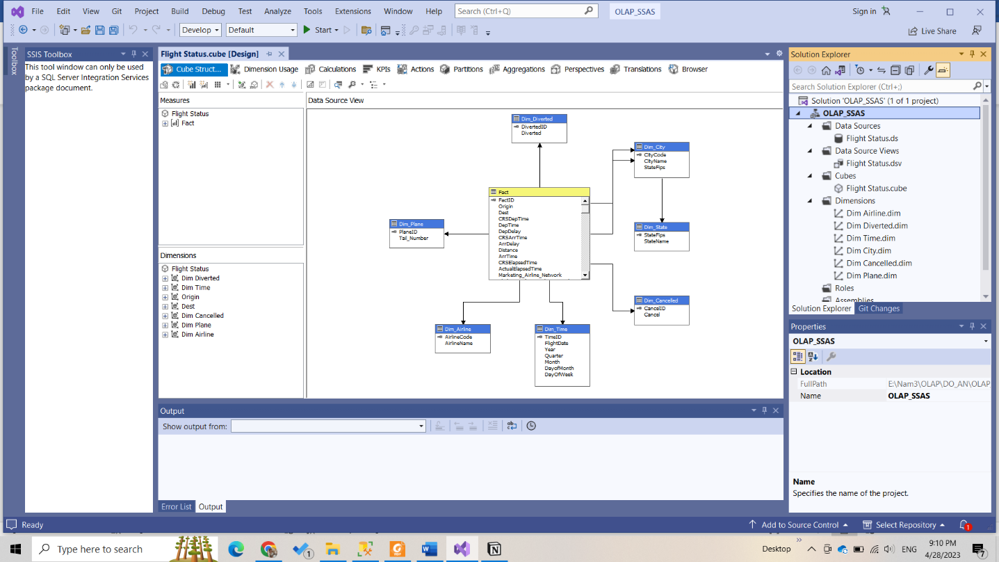 File Edit View Git Project Build Debug Test Analyze Tools Extensions Window Help Search (Ctrl+Q) OLAP_SSAS Sign in
Develop Default Start Live Share
Toolbox
SSIS Toolbox
This tool window can only be used
by a SQL Server Integration Services
package document.
Flight Status.cube [Design]
Cube Struct... Dimension Usage Calculations KPIs Actions Partitions Aggregations Perspectives Translations Browser
Measures
Flight Status
Fact
Dimensions
Flight Status
Dim Diverted
Dim Time
Origin
Dest
Dim Cancelled
Dim Plane
Dim Airline
Data Source View
Dim_Diverted
DivertedID
Diverted
Dim_City
CityCode
CityName
StateFips
Fact
FactID
Origin
Dest
CRSDepTime
DepTime
DepDelay
CRSArrTime
ArrDelay
Distance
ArrTime
CRSElapsedTime
ActualElapsedTime
Marketing_Airline_Network
Dim_Plane
PlaneID
Tail_Number
Dim_State
StateFips
StateName
Dim_Cancelled
CancelID
Cancel
Dim_Airline
AirlineCode
AirlineName
Dim_Time
TimeID
FlightDate
Year
Quarter
Month
DayofMonth
DayOfWeek
Output
Show output from:
Error List Output
Solution Explorer
Search Solution Explorer (Ctrl+;)
Solution 'OLAP_SSAS' (1 of 1 project)
OLAP_SSAS
Data Sources
Flight Status.ds
Data Source Views
Flight Status.dsv
Cubes
Flight Status.cube
Dimensions
Dim Airline.dim
Dim Diverted.dim
Dim Time.dim
Dim City.dim
Dim Cancelled.dim
Dim Plane.dim
Roles
Assemblies
Solution Explorer Git Changes
Properties
OLAP_SSAS
Location
FullPath E:\Nam3\OLAP\DO_AN\OLAP
Name OLAP_SSAS
Name
Specifies the name of the project.
Ready Add to Source Control Select Repository 1
Type here to search 1 Desktop ENG 9:10 PM
4/28/2023 7